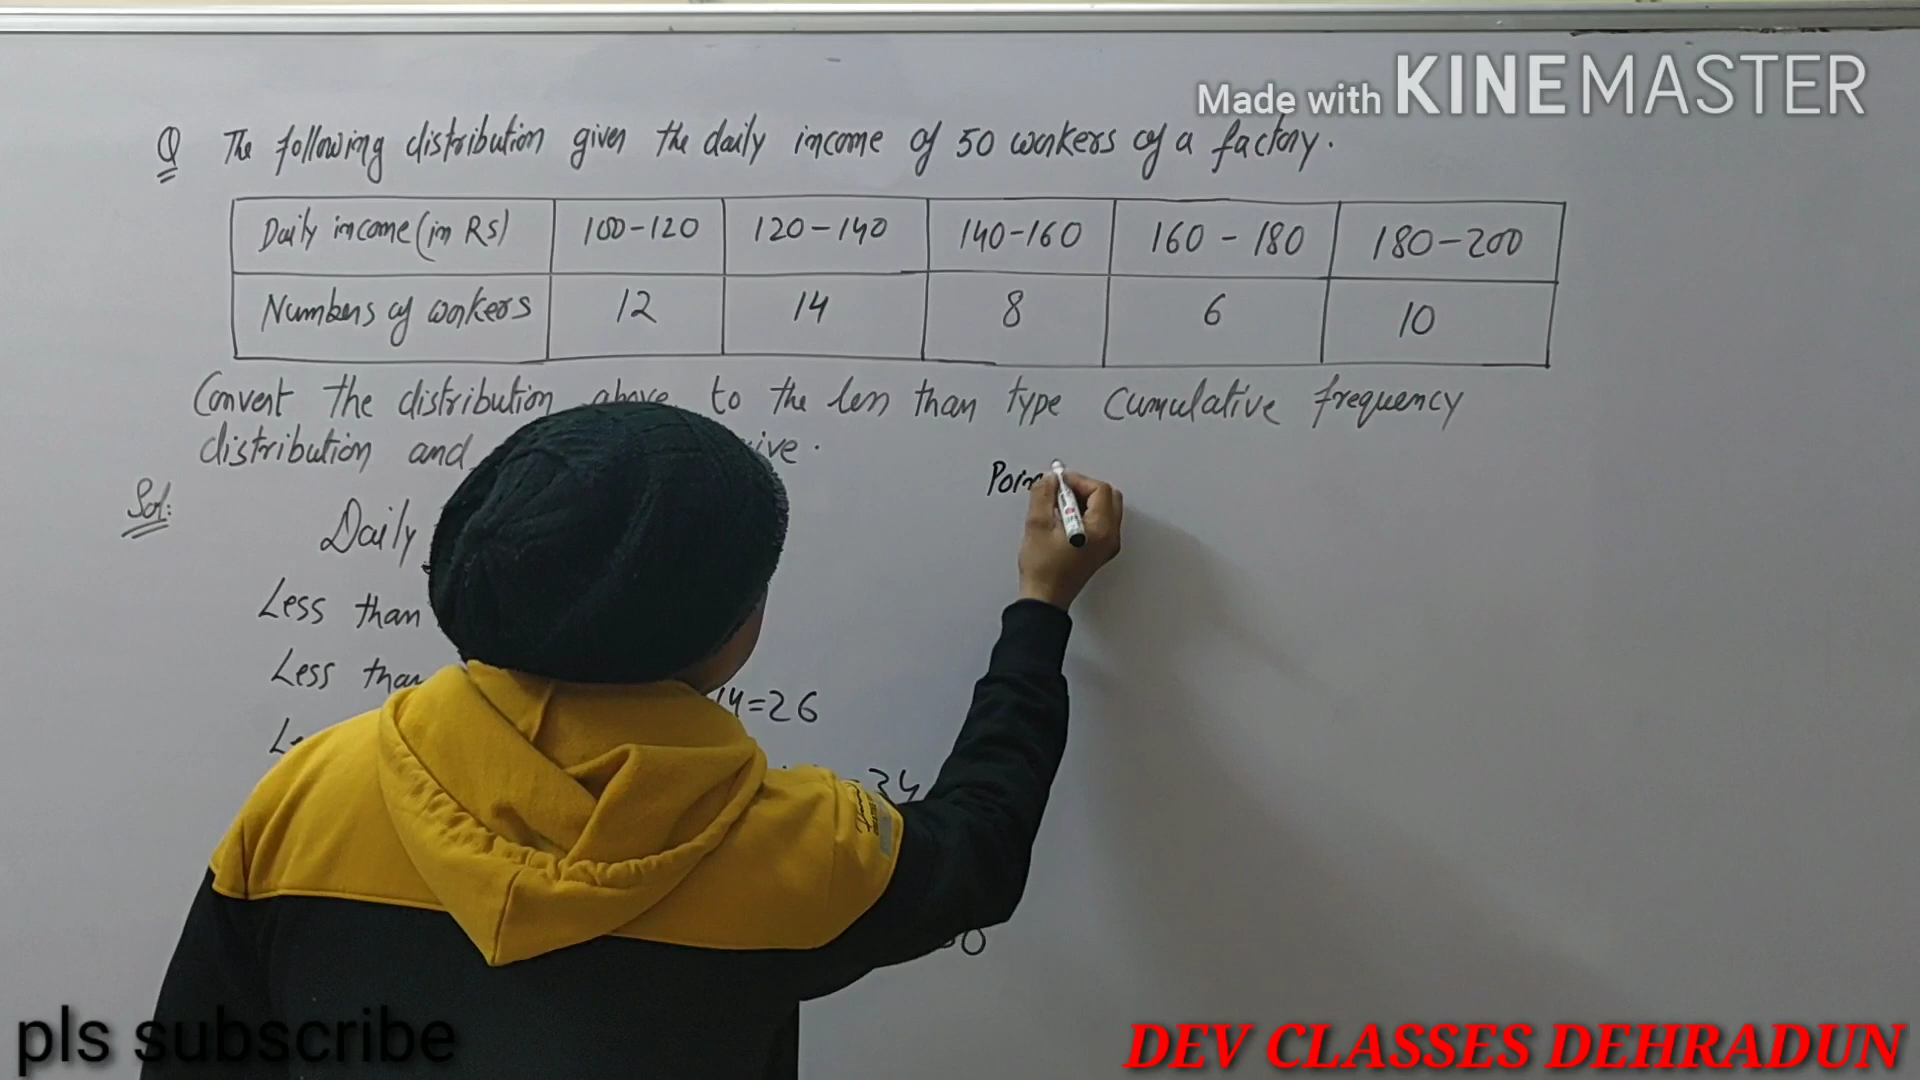 Made with KINEMASTER
Q The following distribution given the daily income of 50 workers of a factory.
Daily income (in Rs) 100-120 120-140 140-160 160-180 180-200
Numbers of workers 12 14 8 6 10
Convert the distribution above to the less than type cumulative frequency
distribution and
Sol:
Daily
Less than
Less than
14=26
34
pls subscribe
DEV CLASSES DEHRADUN